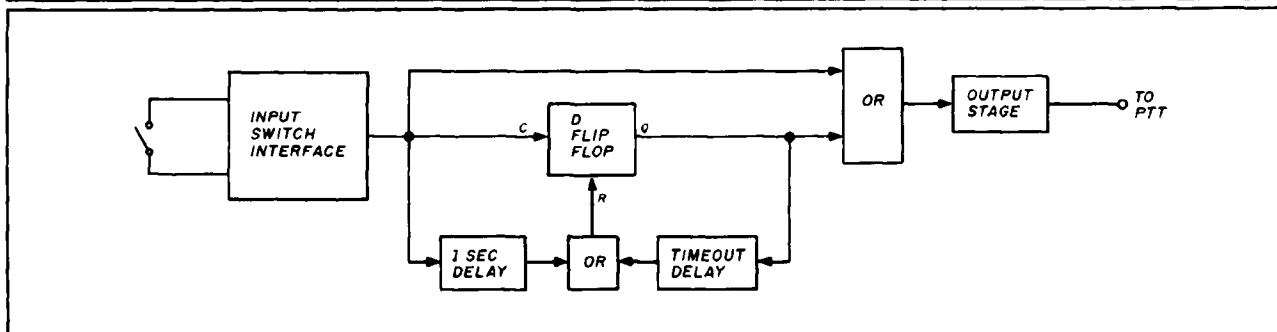 INPUT
SWITCH
INTERFACE
C
D
FLIP
FLOP
Q
R
1 SEC
DELAY
OR
TIMEOUT
DELAY
OR
OUTPUT
STAGE
TO
PTT